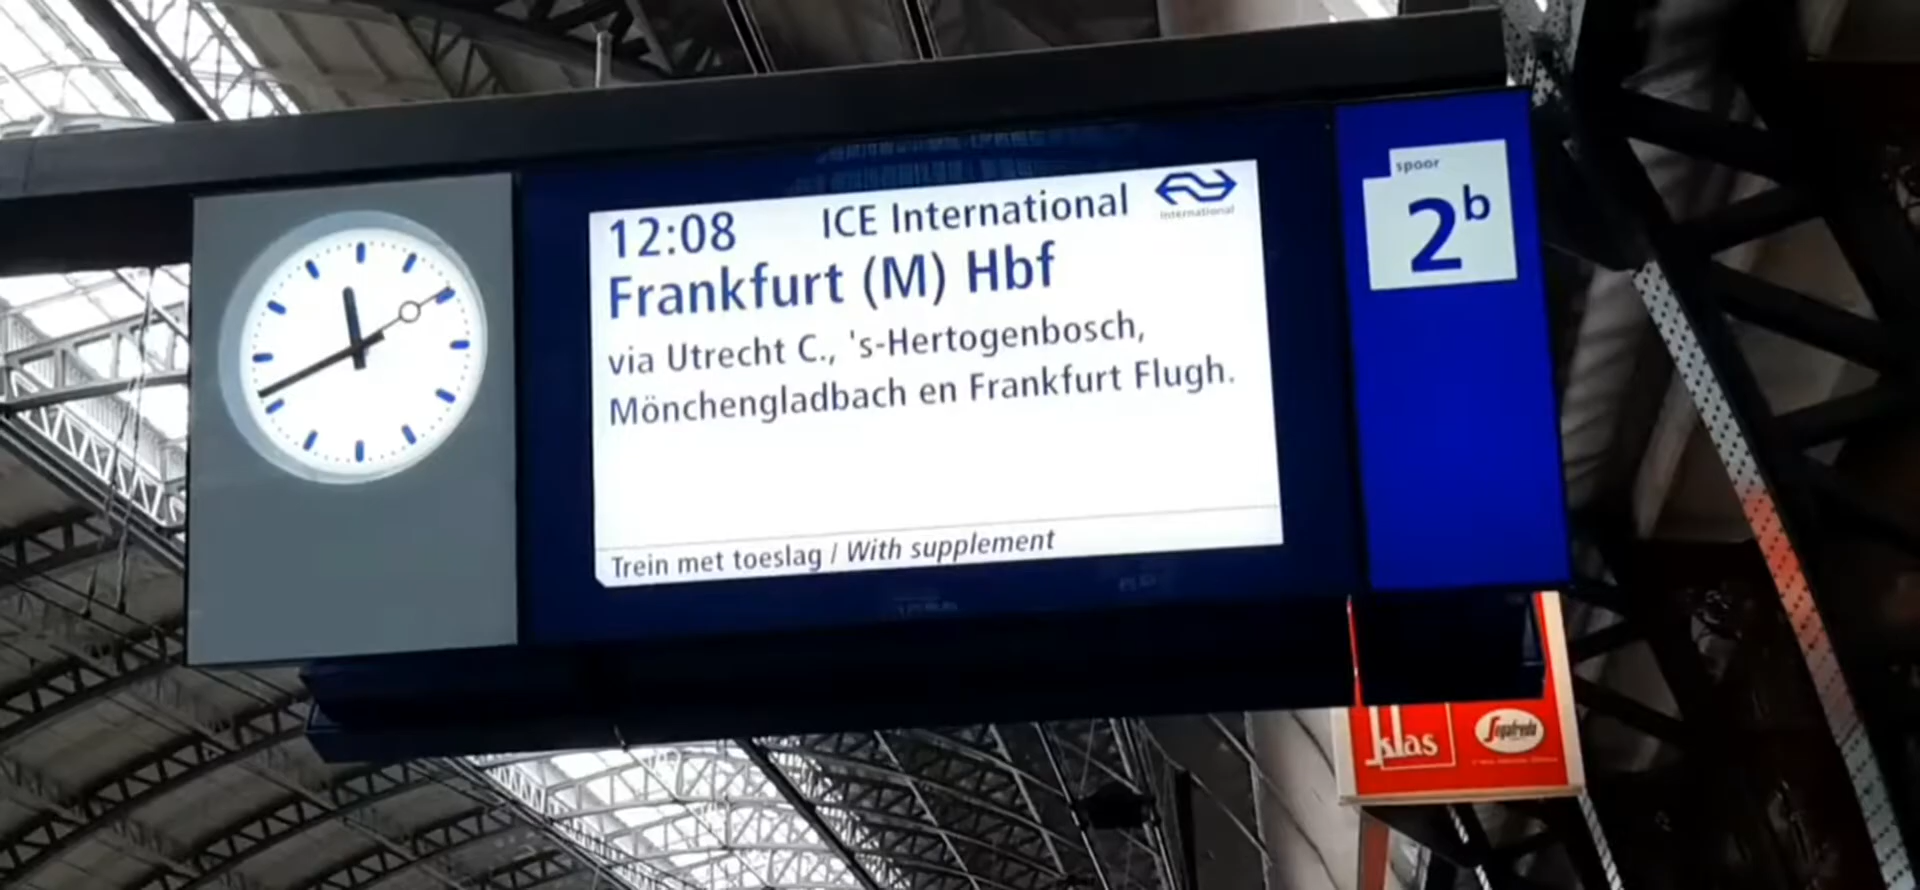 12:08 ICE International
International
Frankfurt (M) Hbf
via Utrecht C., 's-Hertogenbosch,
Mönchengladbach en Frankfurt Flugh.
Trein met toeslag / With supplement
spoor
2b
klas
Segafredo